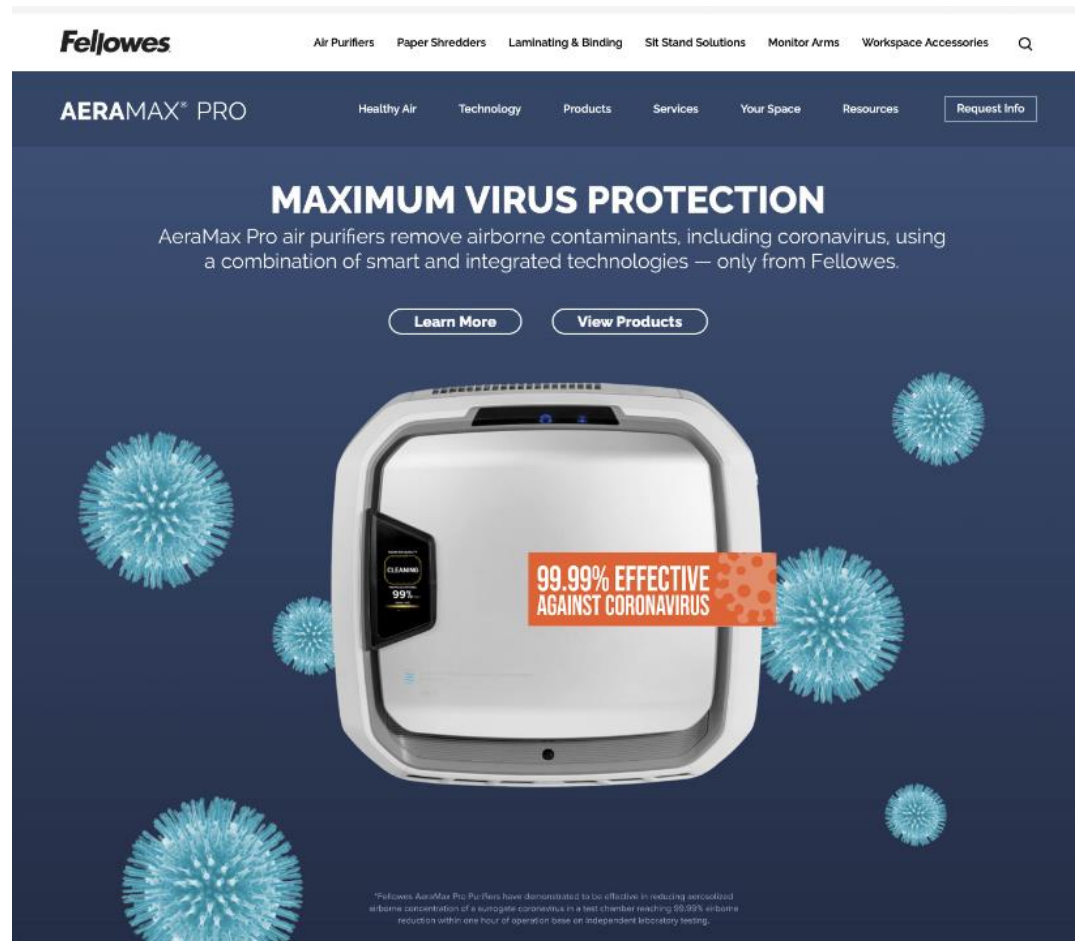 Fellowes
Air Purifiers Paper Shredders Laminating & Binding Sit Stand Solutions Monitor Arms Workspace Accessories
AERAMAX® PRO
Healthy Air Technology Products Services Your Space Resources Request Info
MAXIMUM VIRUS PROTECTION
AeraMax Pro air purifiers remove airborne contaminants, including coronavirus, using
a combination of smart and integrated technologies — only from Fellowes.
Learn More View Products
CLEANING
99%
99.99% EFFECTIVE
AGAINST CORONAVIRUS
*Fellowes AeraMax Pro Purifiers have demonstrated to be effective in reducing aerosolized
airborne concentration of a surrogate coronavirus in a test chamber reaching 99.99% airborne
reduction within one hour of operation base on independent laboratory testing.